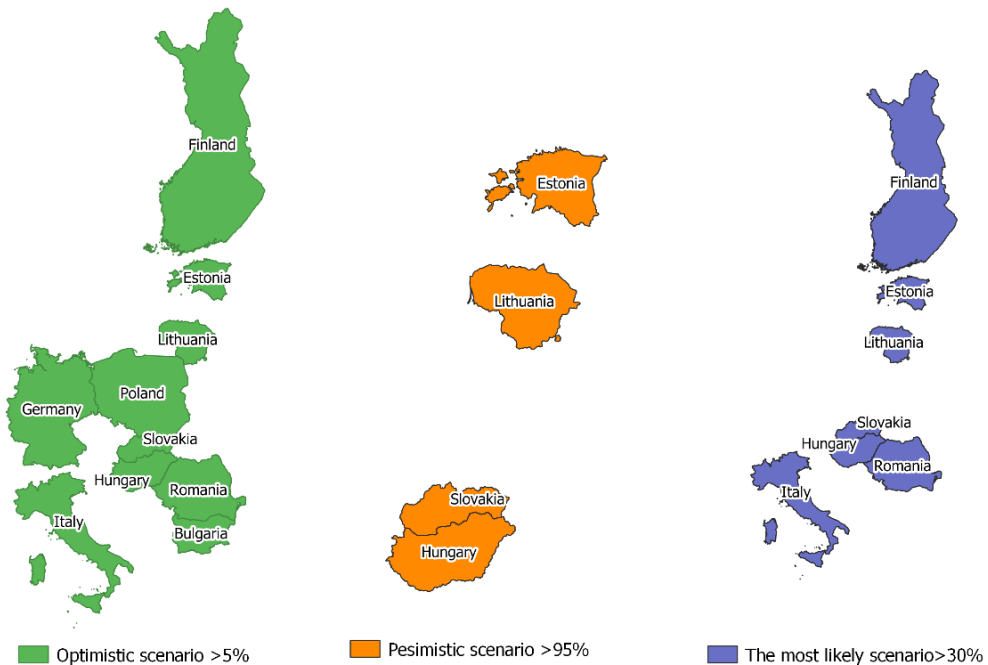 Finland
Estonia
Lithuania
Poland
Germany
Slovakia
Hungary
Romania
Italy
Bulgaria
Optimistic scenario >5%
Estonia
Lithuania
Slovakia
Hungary
Pesimistic scenario >95%
Finland
Estonia
Lithuania
Slovakia
Hungary
Romania
Italy
The most likely scenario>30%